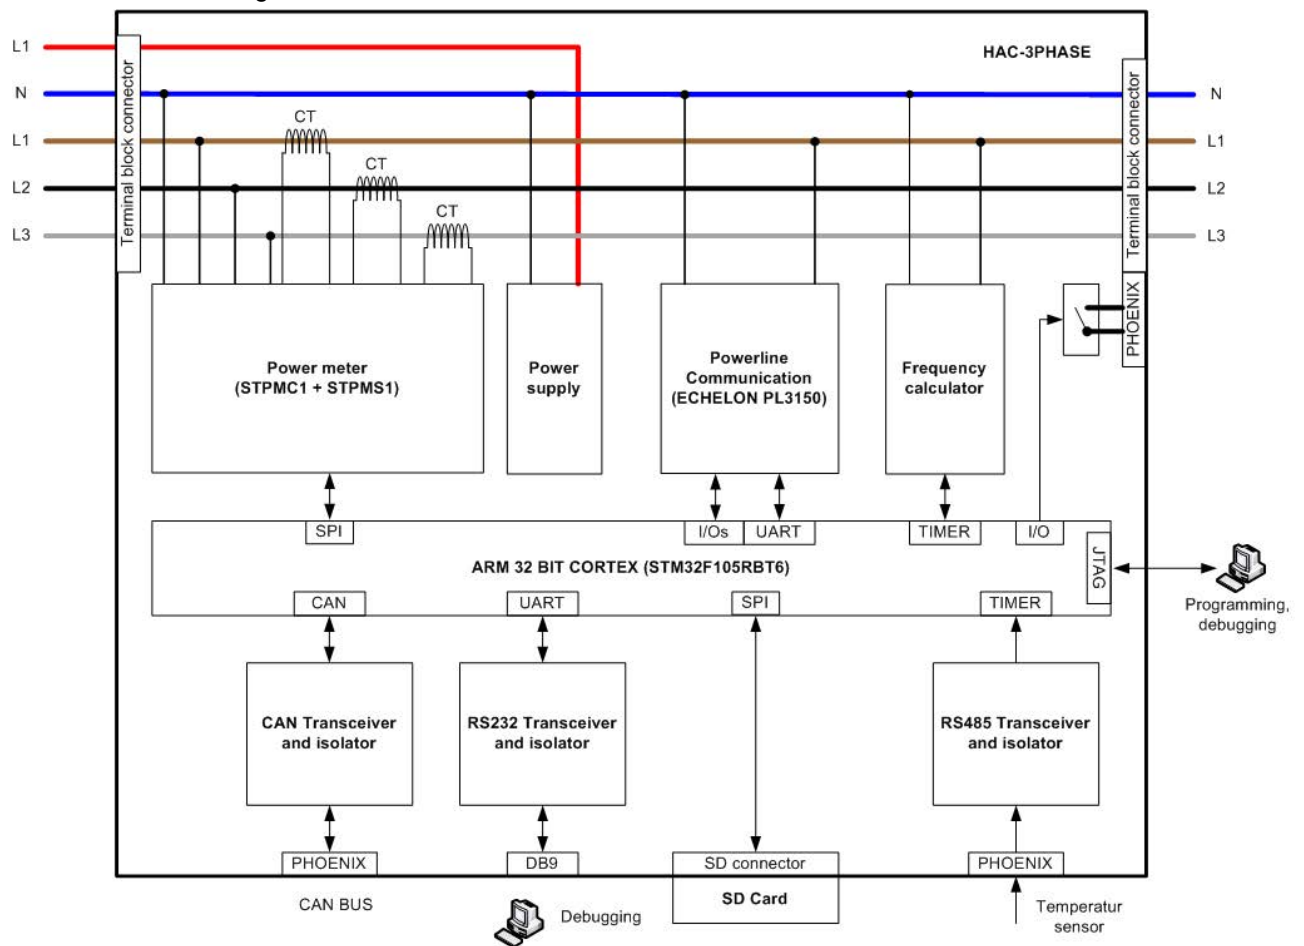 HAC-3PHASE
L1
N
L1
L2
L3
Terminal block connector
CT
CT
CT
N
L1
L2
L3
Terminal block connector
PHOENIX
Power meter
(STPMC1 + STPMS1)
Power
supply
Powerline
Communication
(ECHELON PL3150)
Frequency
calculator
SPI
I/Os
UART
TIMER
I/O
JTAG
ARM 32 BIT CORTEX (STM32F105RBT6)
CAN
UART
SPI
TIMER
Programming,
debugging
CAN Transceiver
and isolator
RS232 Transceiver
and isolator
RS485 Transceiver
and isolator
PHOENIX
DB9
SD connector
PHOENIX
SD Card
CAN BUS
Debugging
Temperatur
sensor